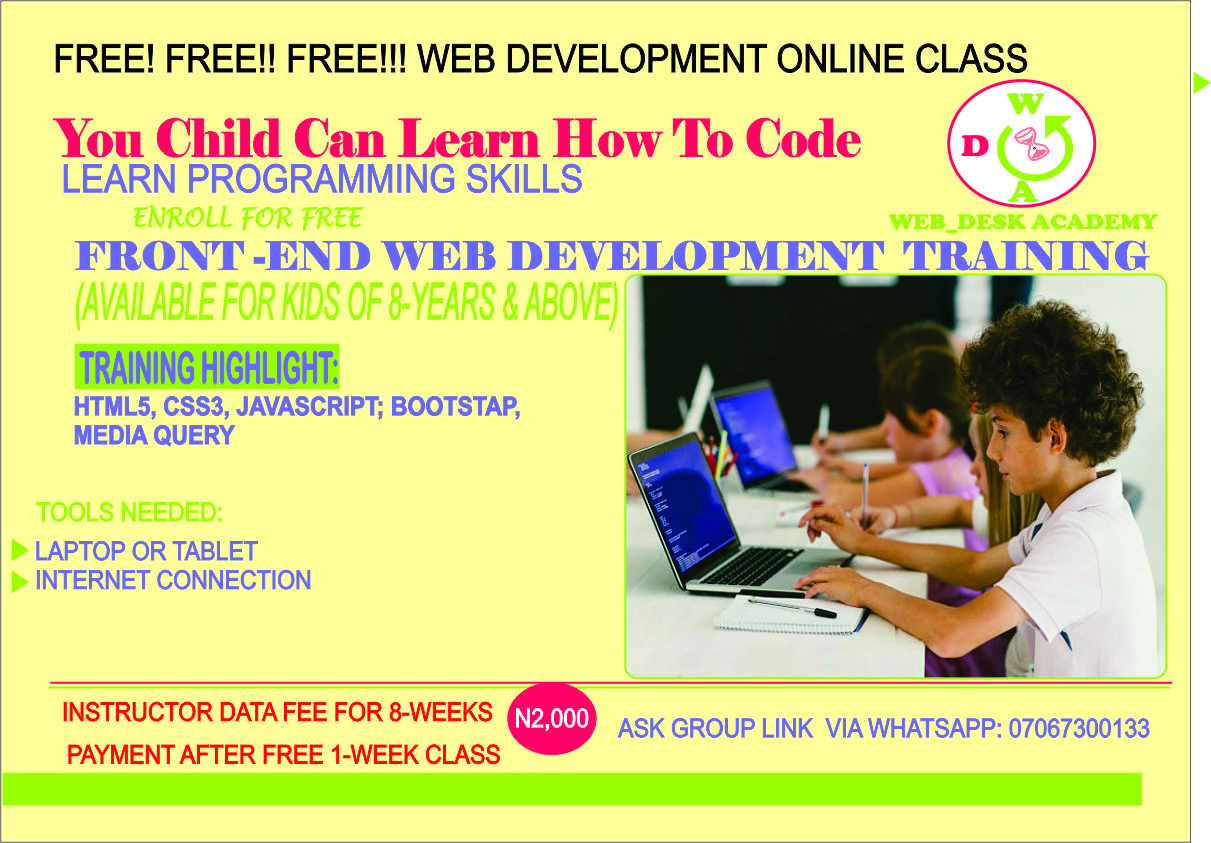 FREE! FREE!! FREE!!! WEB DEVELOPMENT ONLINE CLASS
You Child Can Learn How To Code
LEARN PROGRAMMING SKILLS
ENROLL FOR FREE
W
D
A
WEB_DESK ACADEMY
FRONT-END WEB DEVELOPMENT TRAINING
(AVAILABLE FOR KIDS OF 8-YEARS & ABOVE)
TRAINING HIGHLIGHT:
HTML5, CSS3, JAVASCRIPT; BOOTSTAP,
MEDIA QUERY
TOOLS NEEDED:
LAPTOP OR TABLET
INTERNET CONNECTION
INSTRUCTOR DATA FEE FOR 8-WEEKS
PAYMENT AFTER FREE 1-WEEK CLASS
N2,000
ASK GROUP LINK VIA WHATSAPP: 07067300133